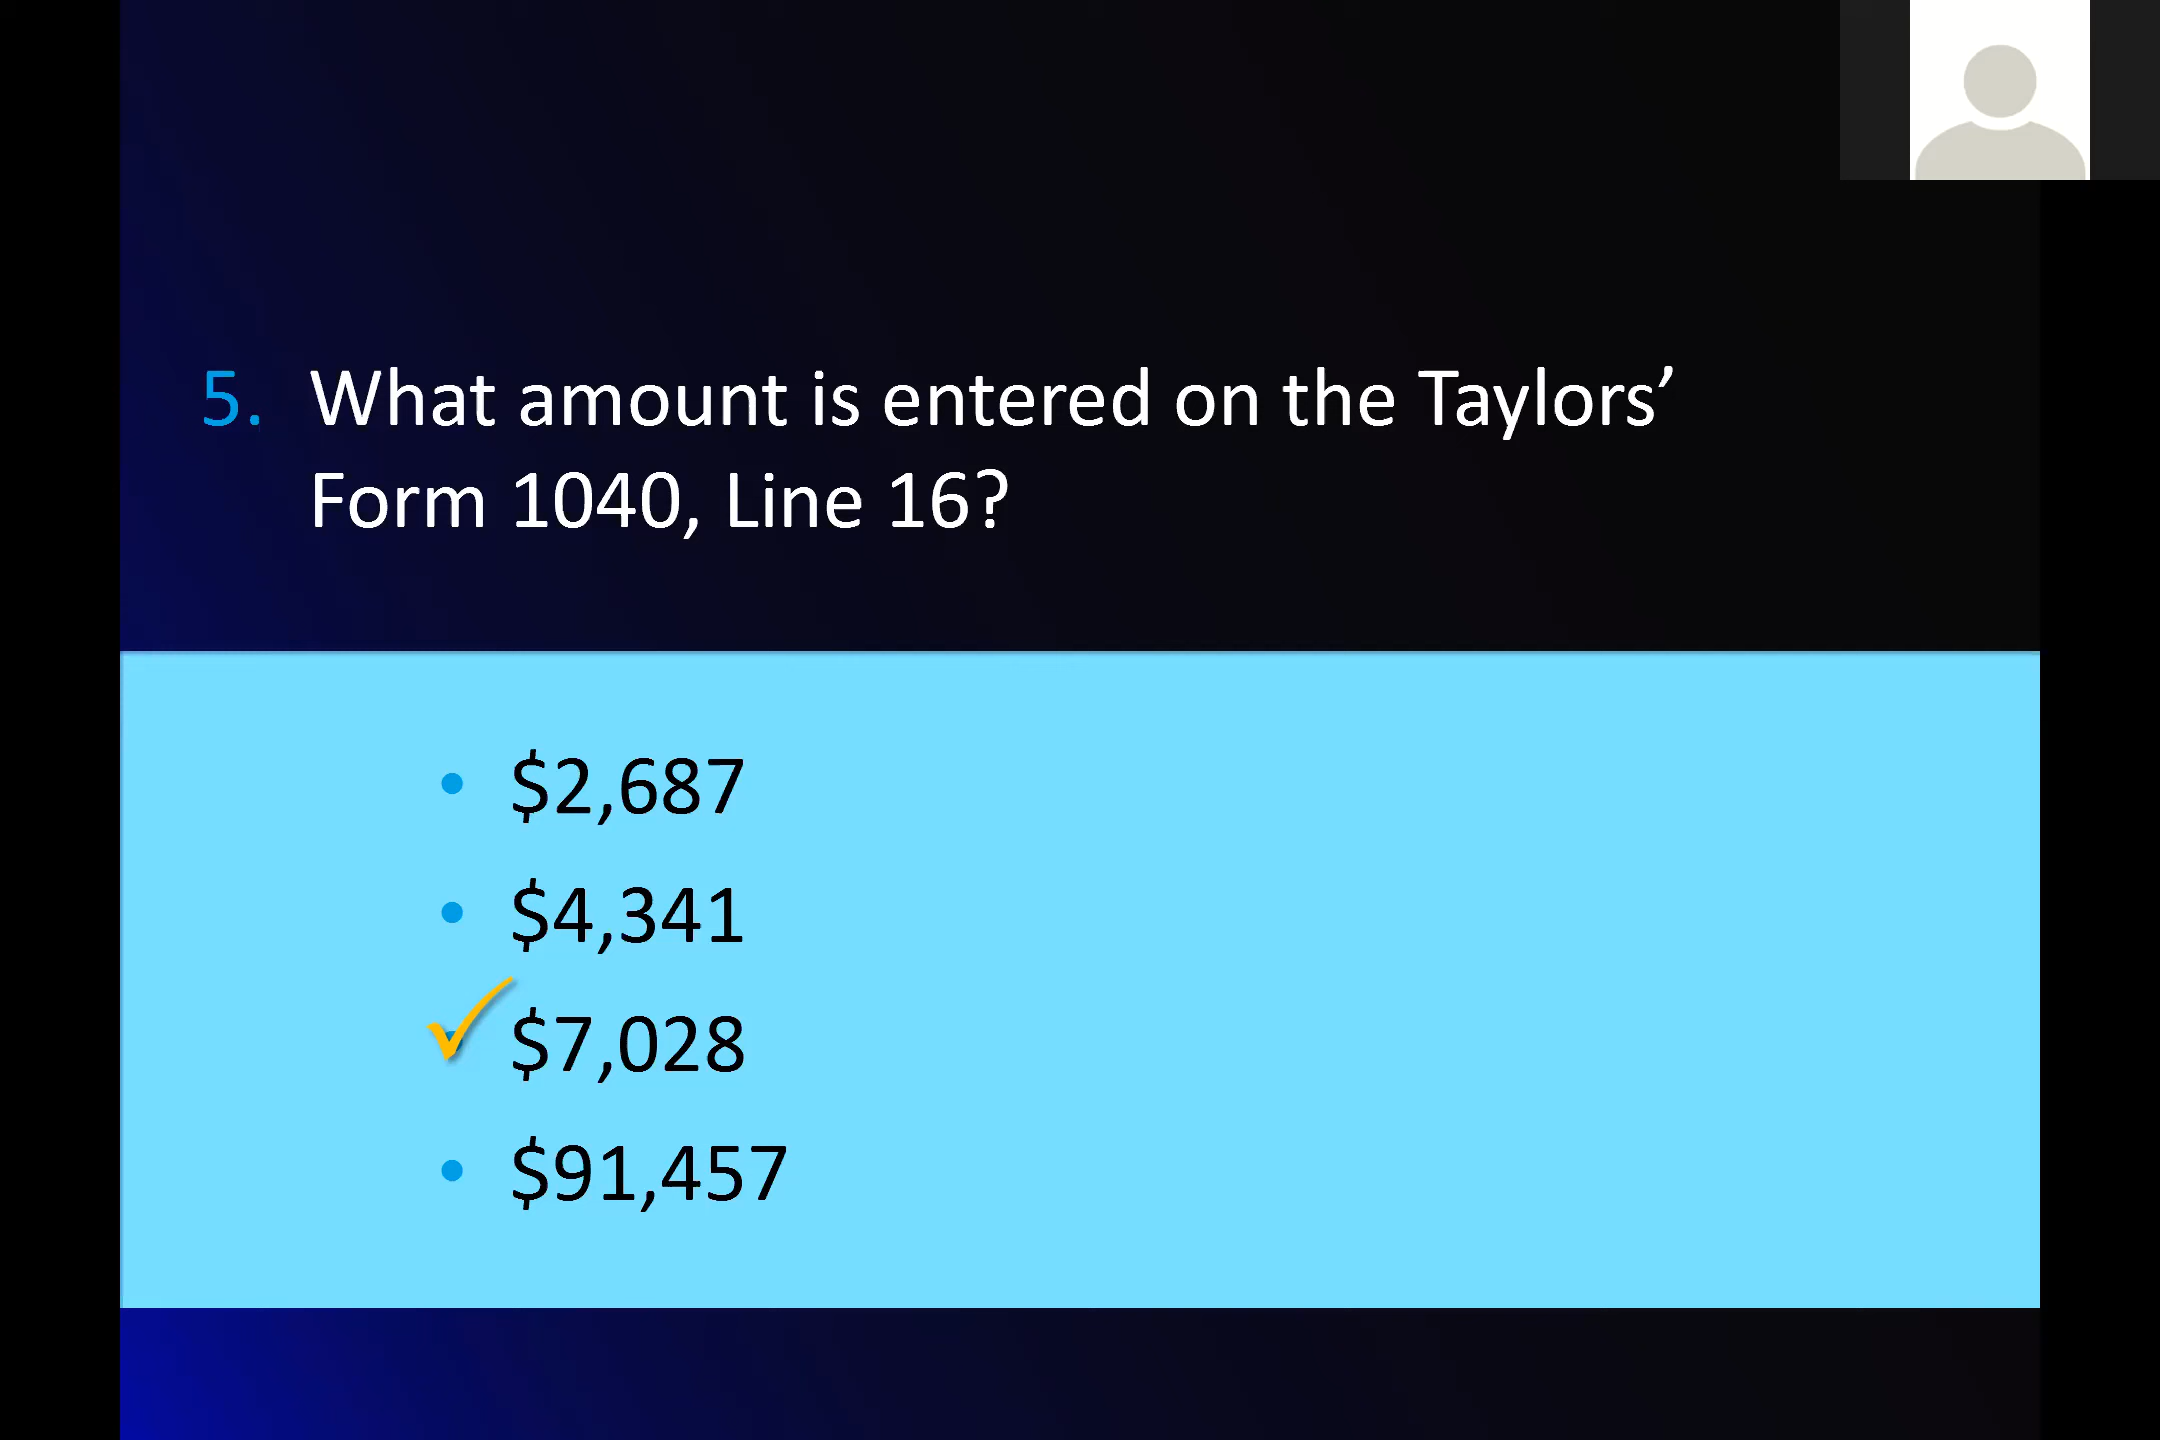 5. What amount is entered on the Taylors’
Form 1040, Line 16?
• $2,687
• $4,341
✓ $7,028
• $91,457